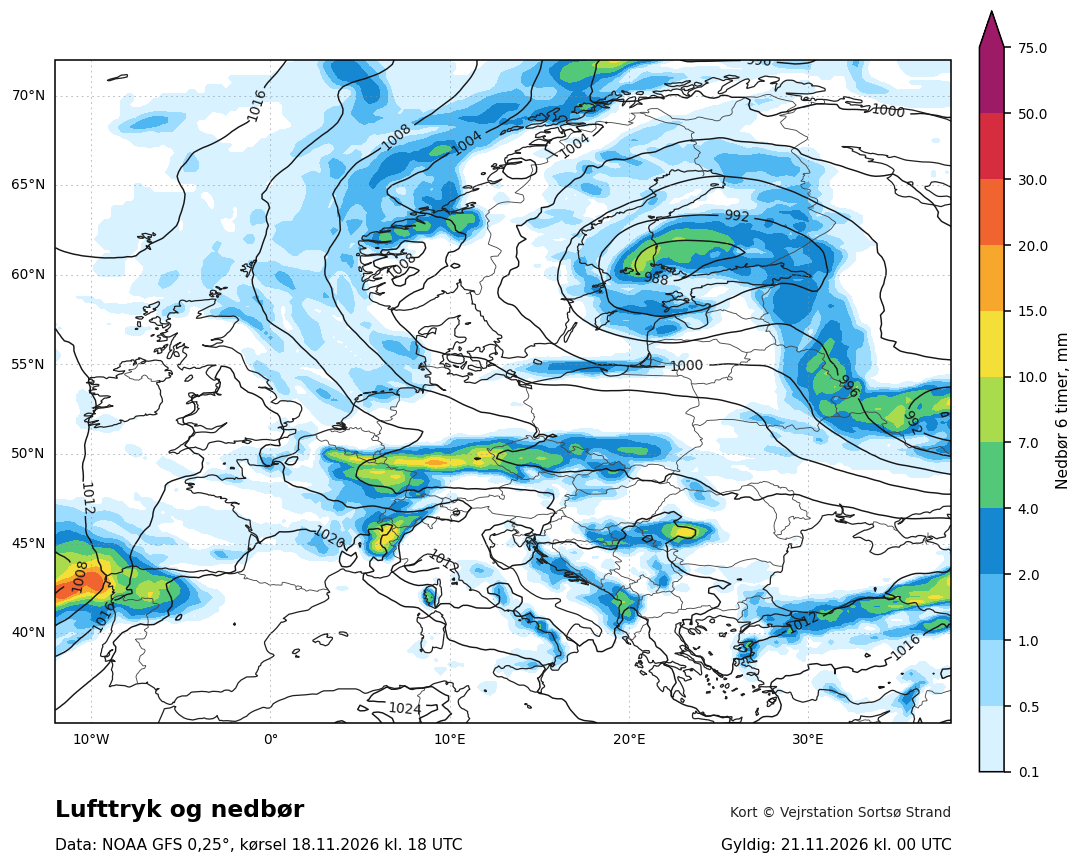 75.0
50.0
30.0
20.0
15.0
10.0
7.0
4.0
2.0
1.0
0.5
0.1
Nedbør 6 timer, mm
70°N
65°N
60°N
55°N
50°N
45°N
40°N
10°W
0°
10°E
20°E
30°E
1016
1008
1004
1004
996
1000
992
988
1008
1000
996
992
1012
1020
1012
1008
1016
1012
1016
1024
Lufttryk og nedbør
Kort © Vejrstation Sortsø Strand
Data: NOAA GFS 0,25°, kørsel 18.11.2026 kl. 18 UTC
Gyldig: 21.11.2026 kl. 00 UTC